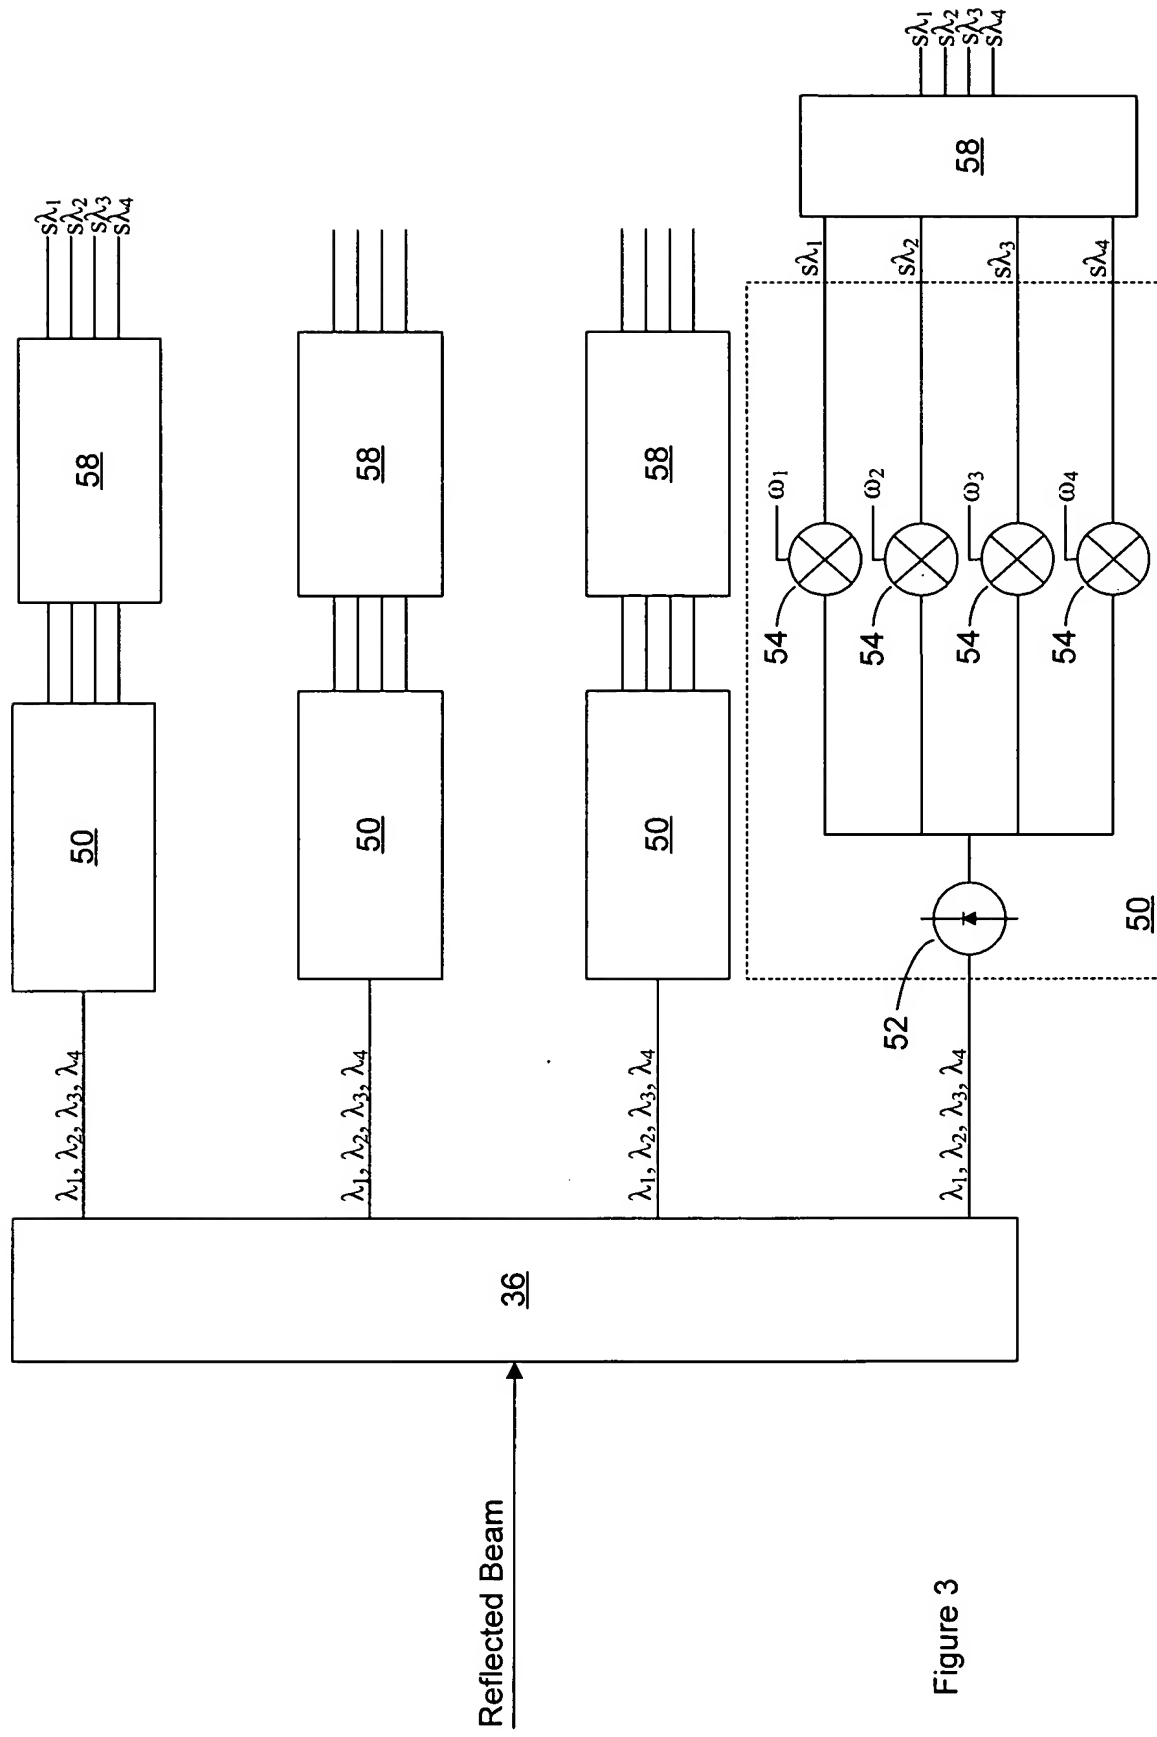 Reflected Beam
36
λ1, λ2, λ3, λ4
50
58
sλ1
sλ2
sλ3
sλ4
λ1, λ2, λ3, λ4
50
58
λ1, λ2, λ3, λ4
50
58
λ1, λ2, λ3, λ4
52
50
54
ω1
54
ω2
54
ω3
54
ω4
sλ1
sλ2
sλ3
sλ4
58
sλ1
sλ2
sλ3
sλ4
Figure 3